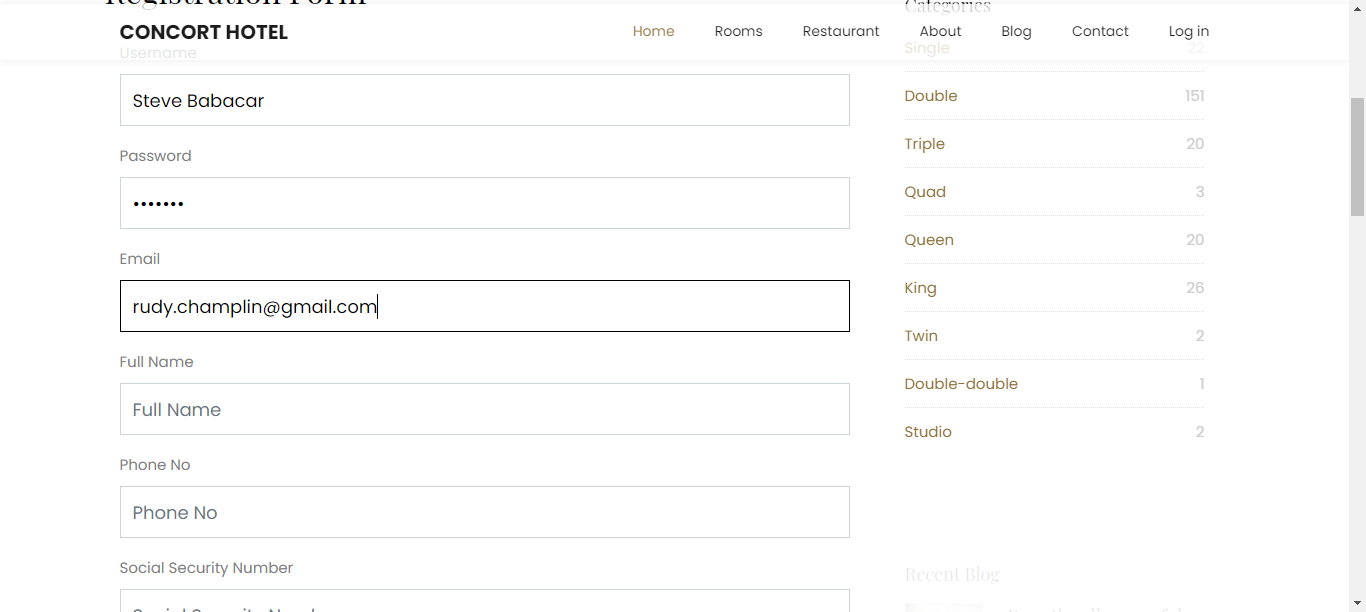 Registration Form
Categories
CONCORT HOTEL
Home
Rooms
Restaurant
About
Blog
Contact
Log in
Username
Steve Babacar
Password
•••••••
Email
rudy.champlin@gmail.com
Full Name
Full Name
Phone No
Phone No
Social Security Number
Single 22
Double 151
Triple 20
Quad 3
Queen 20
King 26
Twin 2
Double-double 1
Studio 2
Recent Blog